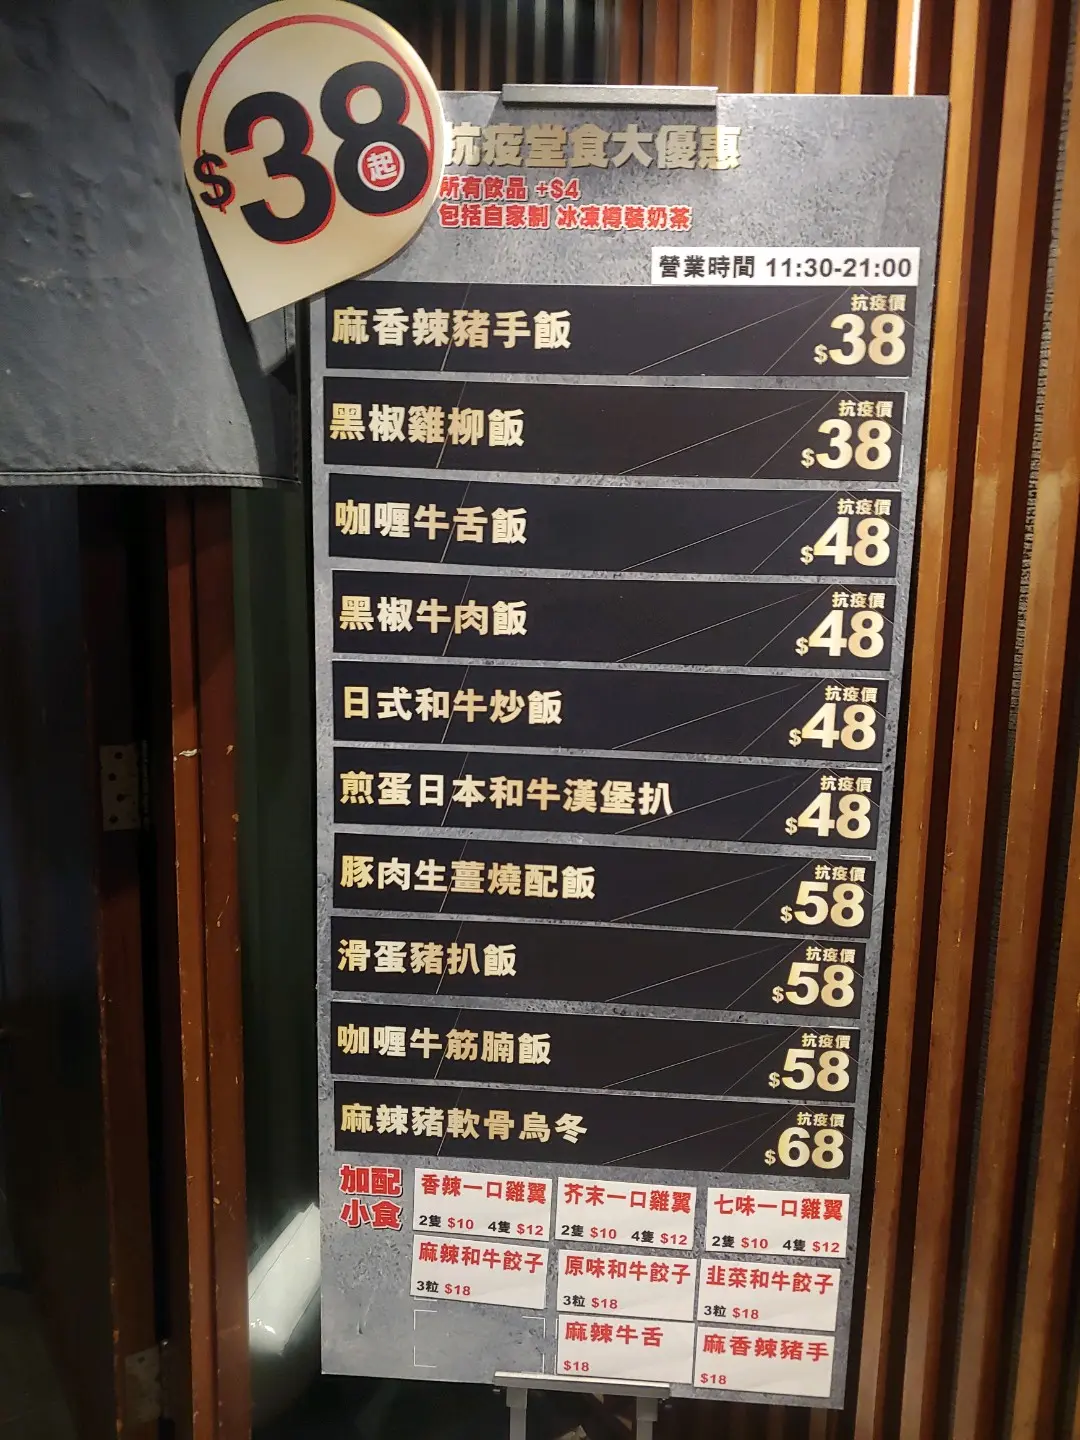 $38起
抗疫堂食大優惠
所有飲品 +$4
包括自家制 冰凍樽裝奶茶
營業時間 11:30-21:00
麻香辣豬手飯 抗疫價 $38
黑椒雞柳飯 抗疫價 $38
咖喱牛舌飯 抗疫價 $48
黑椒牛肉飯 抗疫價 $48
日式和牛炒飯 抗疫價 $48
煎蛋日本和牛漢堡扒 抗疫價 $48
豚肉生薑燒配飯 抗疫價 $58
滑蛋豬扒飯 抗疫價 $58
咖喱牛筋腩飯 抗疫價 $58
麻辣豬軟骨烏冬 抗疫價 $68
加配
小食
香辣一口雞翼
2隻 $10 4隻 $12
芥末一口雞翼
2隻 $10 4隻 $12
七味一口雞翼
2隻 $10 4隻 $12
麻辣和牛餃子
3粒 $18
原味和牛餃子
3粒 $18
韭菜和牛餃子
3粒 $18
麻辣牛舌
$18
麻香辣豬手
$18